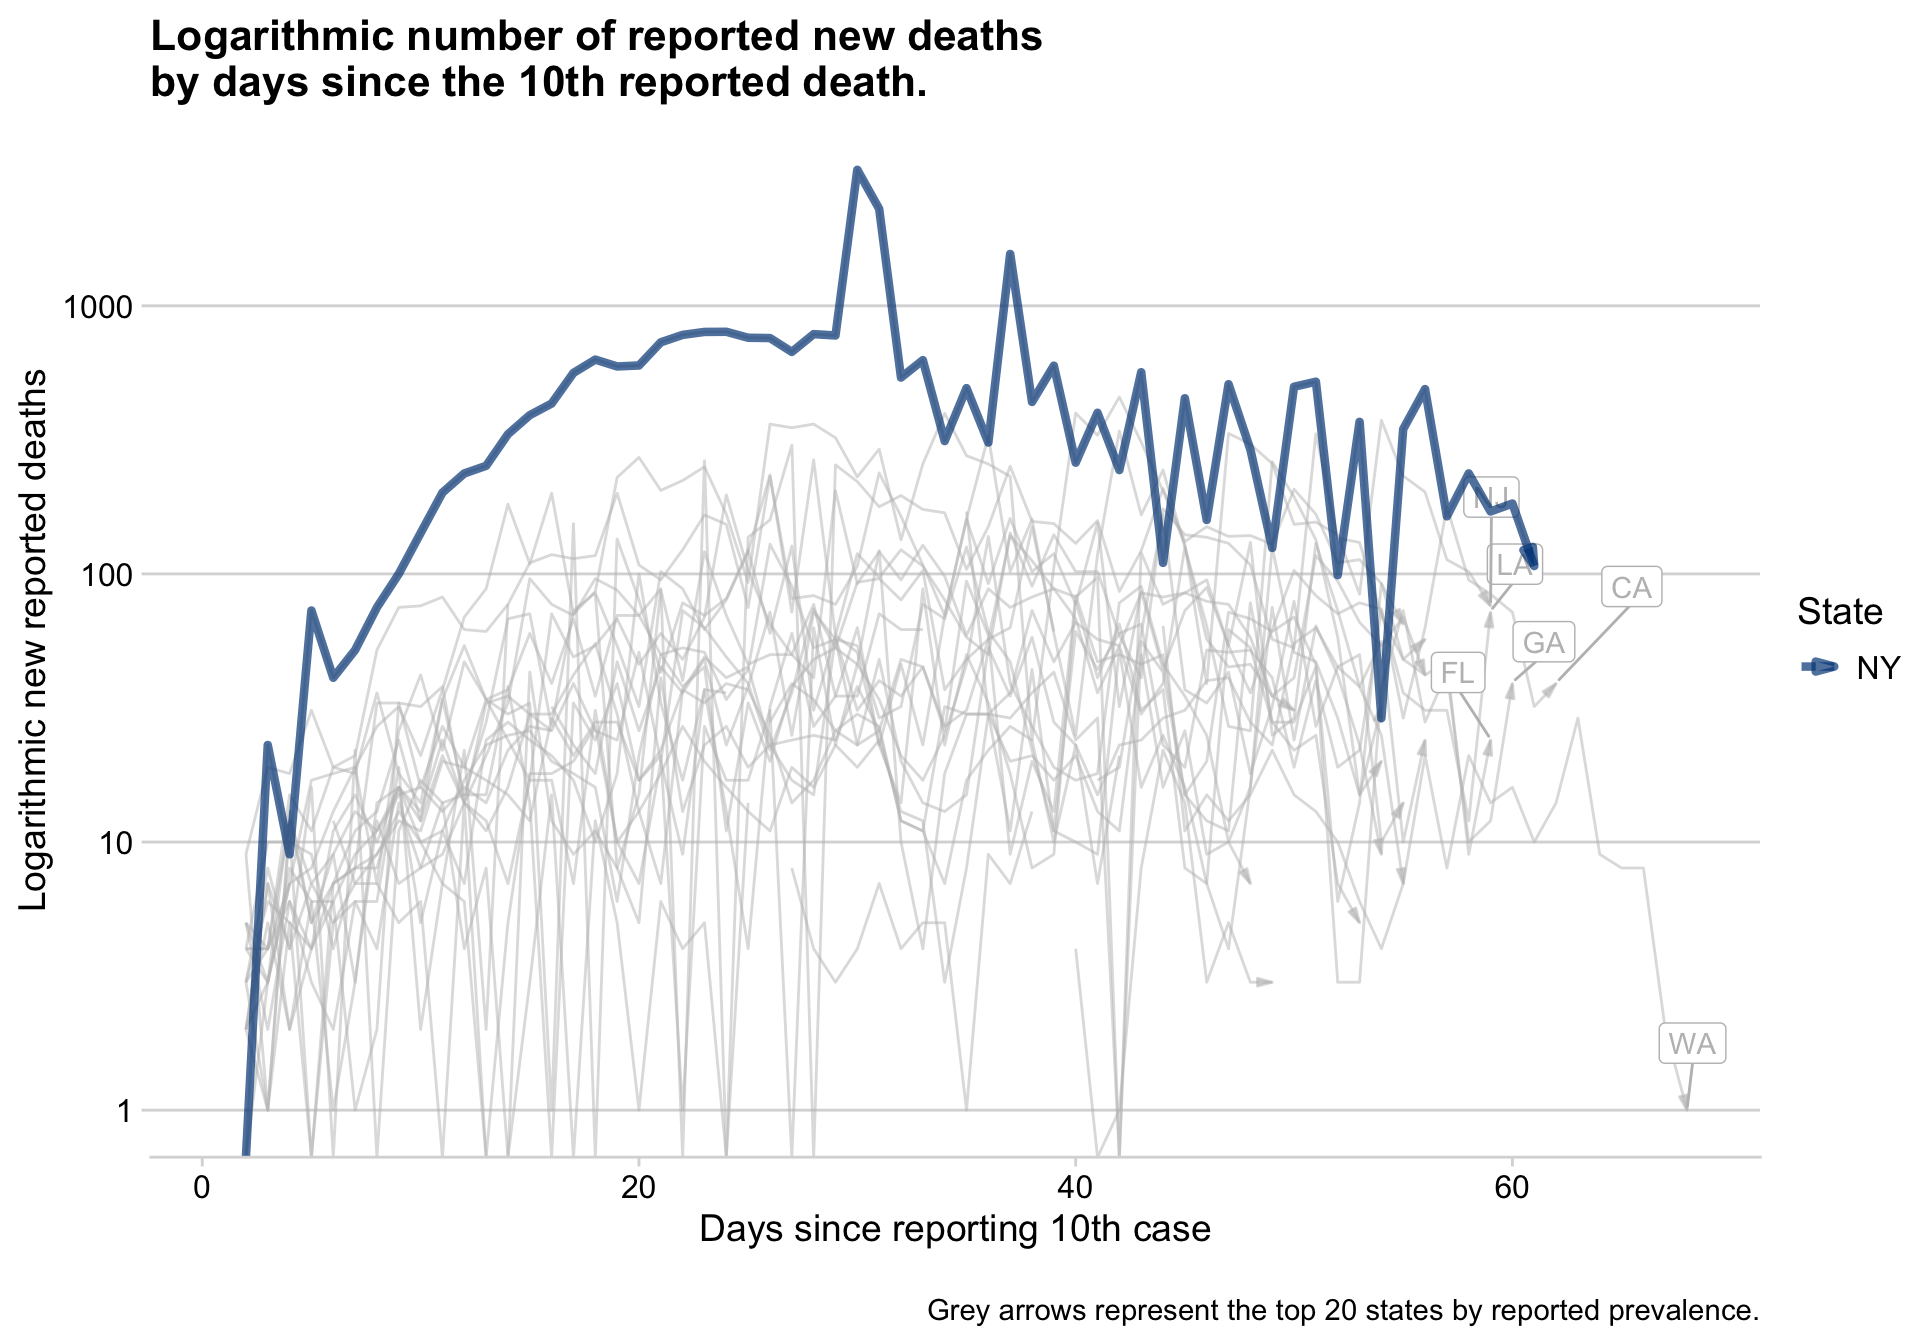 Logarithmic number of reported new deaths
by days since the 10th reported death.
Logarithmic new reported deaths
1000
100
10
1
NJ
LA
CA
GA
FL
WA
State
NY
0
20
40
60
Days since reporting 10th case
Grey arrows represent the top 20 states by reported prevalence.